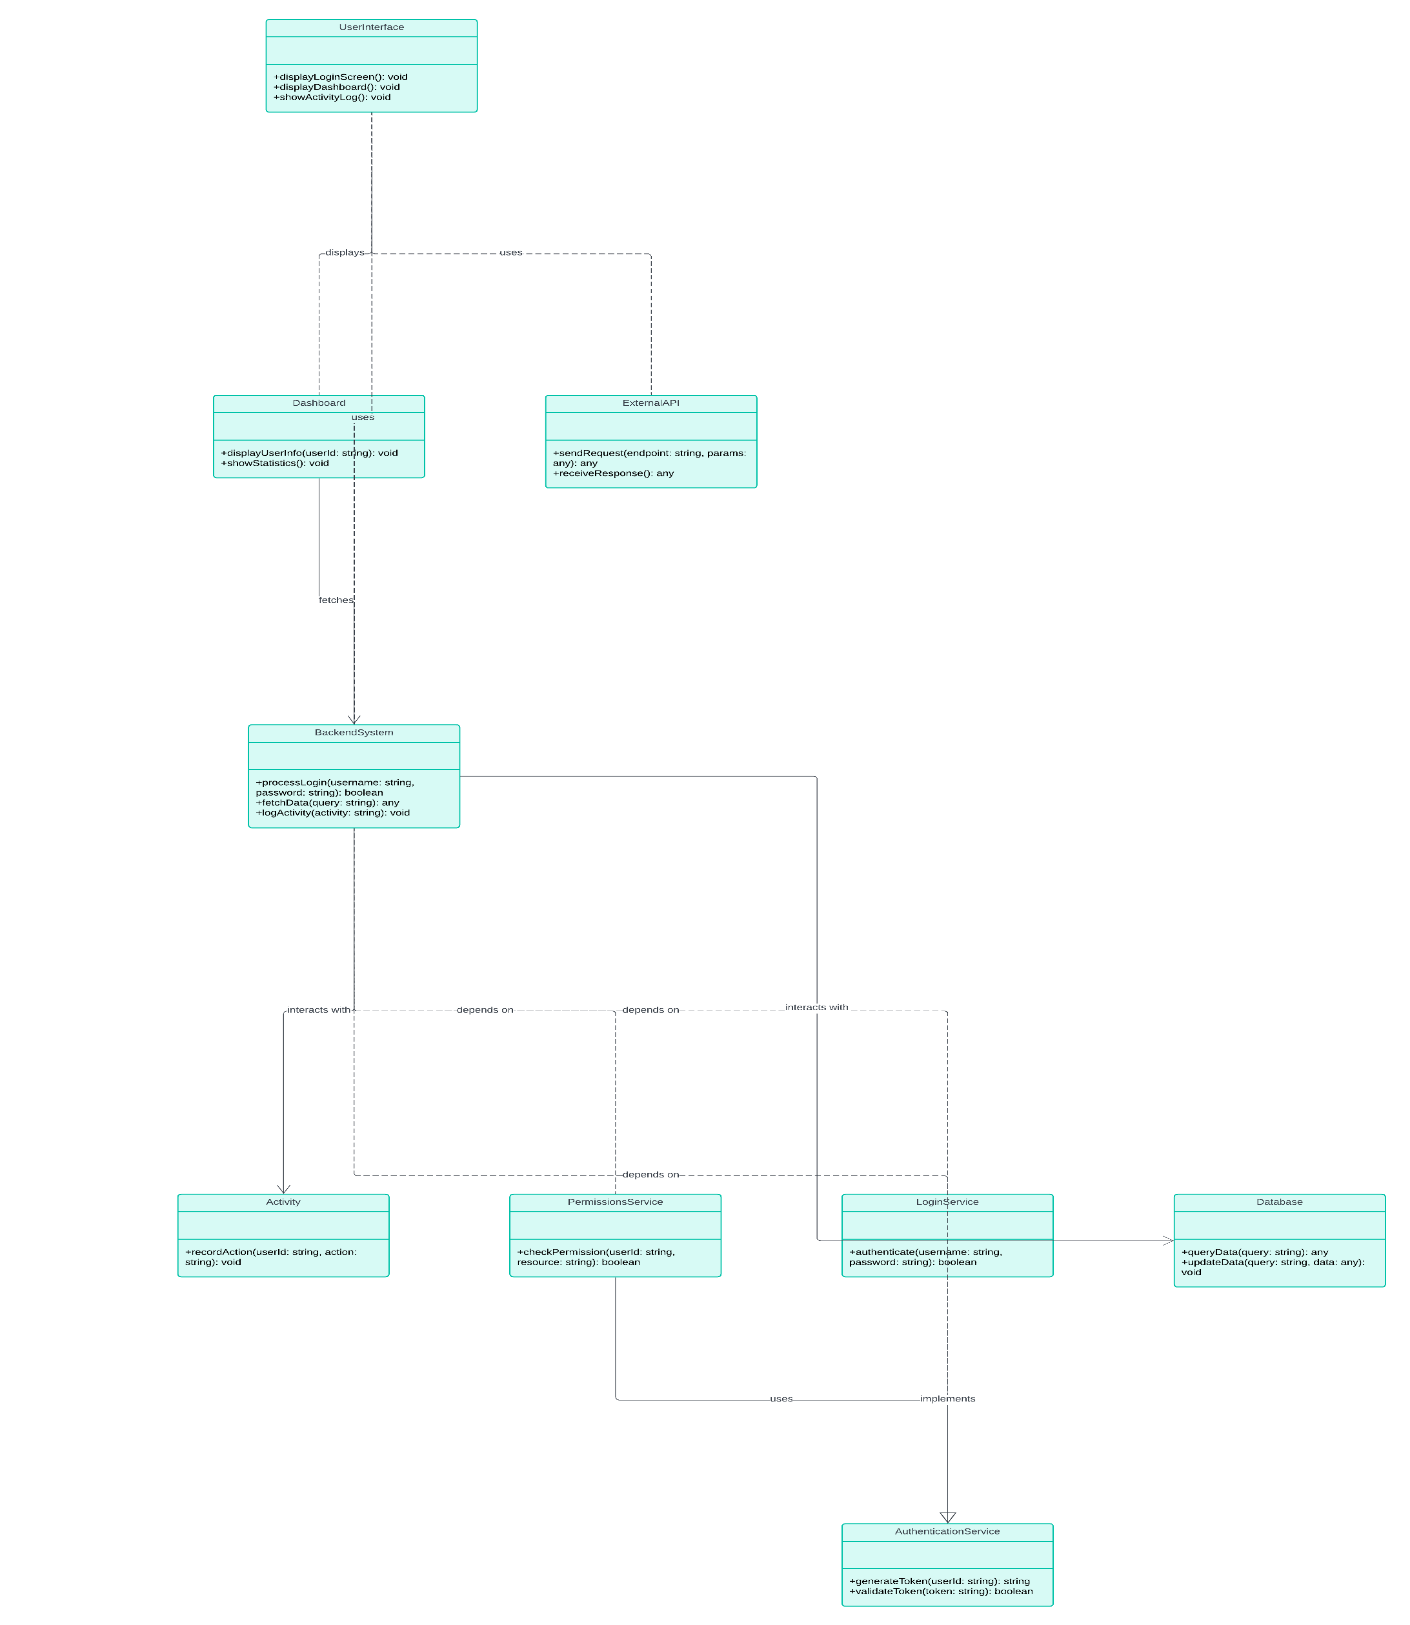 UserInterface
+displayLoginScreen(): void
+displayDashboard(): void
+showActivityLog(): void
displays
uses
Dashboard
uses
+displayUserInfo(userId: string): void
+showStatistics(): void
ExternalAPI
+sendRequest(endpoint: string, params:
any): any
+receiveResponse(): any
fetches
BackendSystem
+processLogin(username: string,
password: string): boolean
+fetchData(query: string): any
+logActivity(activity: string): void
interacts with
depends on
depends on
interacts with
depends on
Activity
+recordAction(userId: string, action:
string): void
PermissionsService
+checkPermission(userId: string,
resource: string): boolean
LoginService
+authenticate(username: string,
password: string): boolean
Database
+queryData(query: string): any
+updateData(query: string, data: any):
void
uses
implements
AuthenticationService
+generateToken(userId: string): string
+validateToken(token: string): boolean